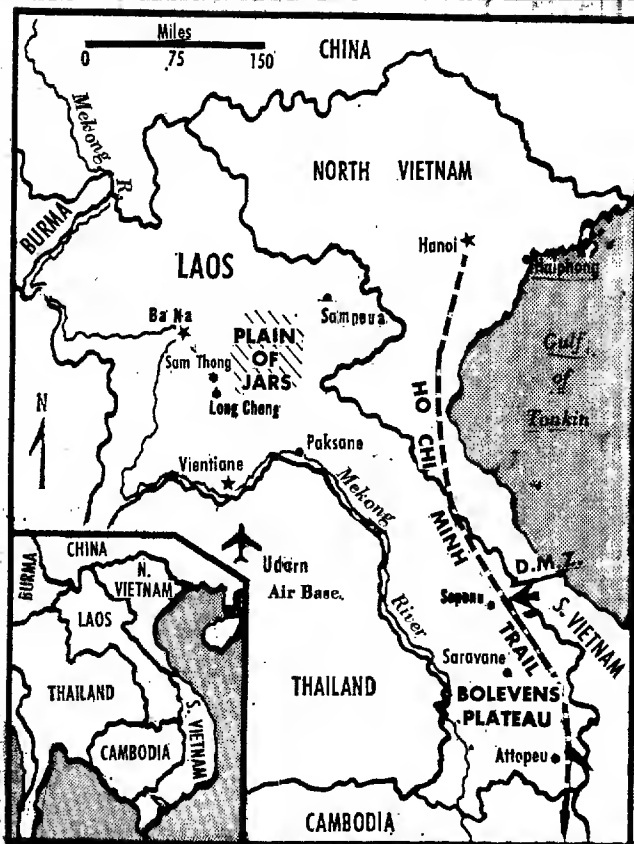 Miles
0 75 150
CHINA
Mekong R.
BURMA
NORTH VIETNAM
Hanoi
Haiphong
LAOS
Ba Na
Sampeua
PLAIN
OF
JARS
Sam Thong
Long Cheng
Gulf
of
Tonkin
N
HO CHI MINH TRAIL
Paksane
Vientiane
Mekong River
D.M.Z.
Udorn
Air Base
Sepone
S. VIETNAM
Saravane
THAILAND
BOLEVENS
PLATEAU
Attopeu
CAMBODIA
CHINA
BURMA
N.
VIETNAM
LAOS
THAILAND
S. VIETNAM
CAMBODIA